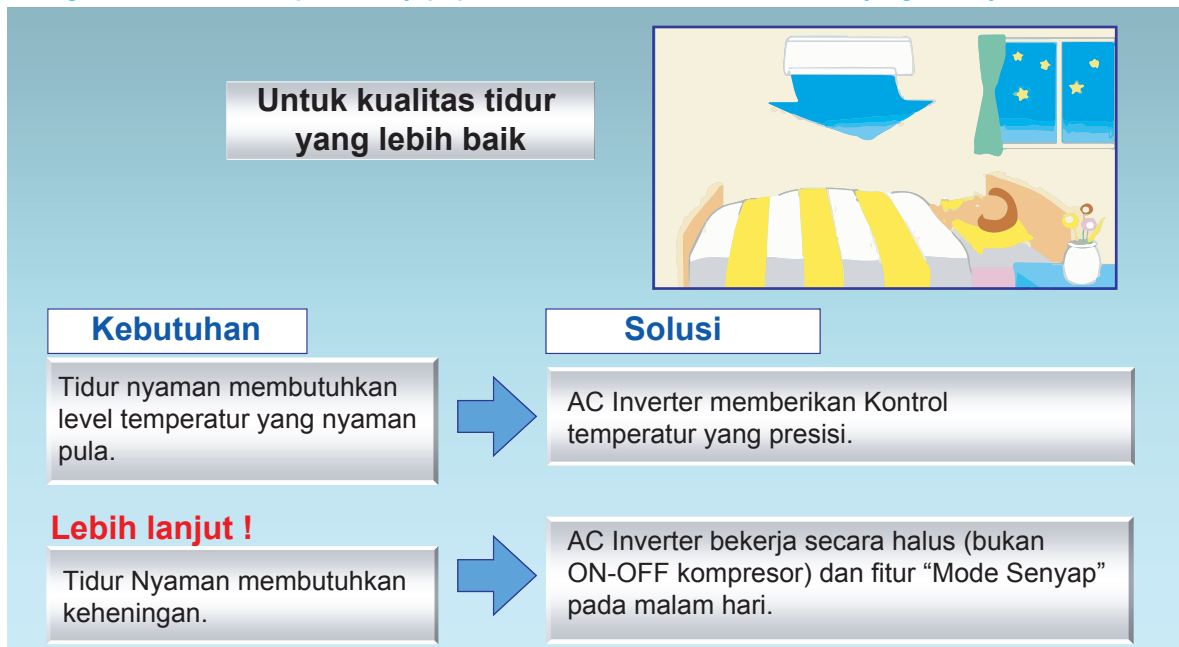 Untuk kualitas tidur
yang lebih baik
Kebutuhan
Solusi
Tidur nyaman membutuhkan
level temperatur yang nyaman
pula.
AC Inverter memberikan Kontrol
temperatur yang presisi.
Lebih lanjut !
Tidur Nyaman membutuhkan
keheningan.
AC Inverter bekerja secara halus (bukan
ON-OFF kompresor) dan fitur “Mode Senyap”
pada malam hari.